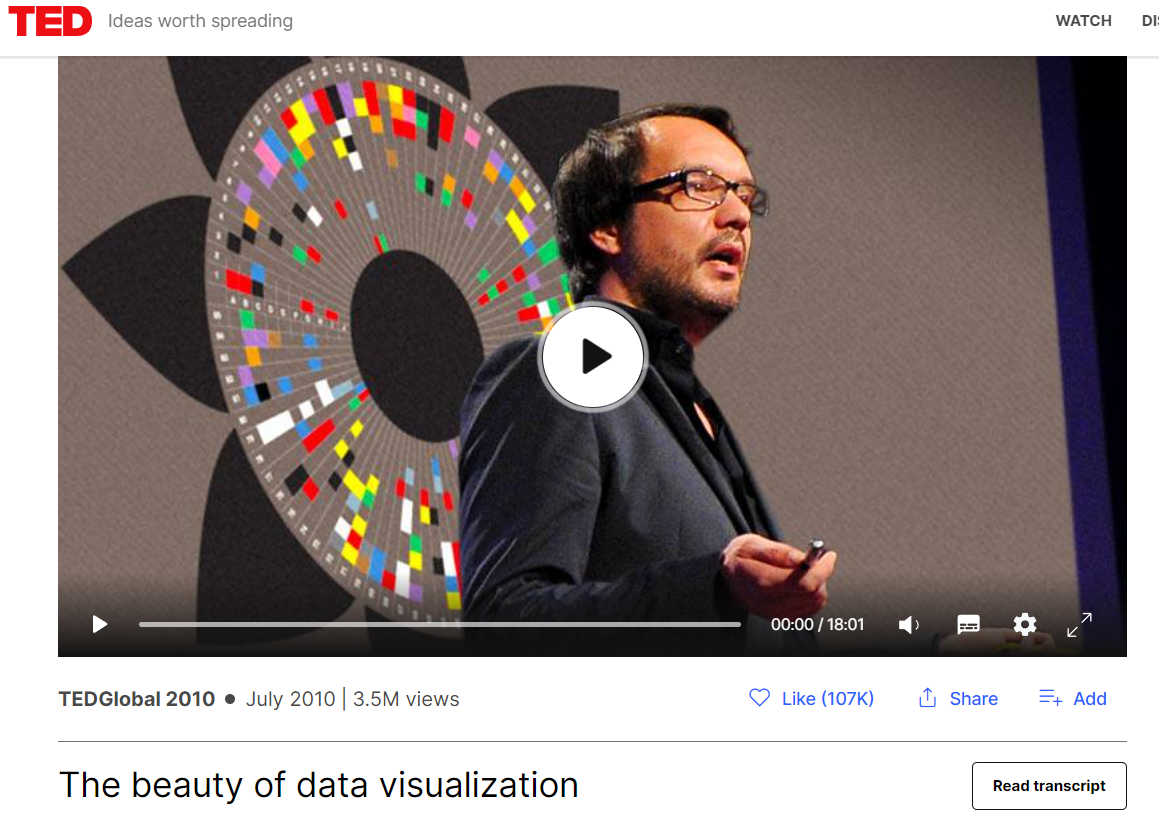 TED Ideas worth spreading WATCH
00:00 / 18:01
TEDGlobal 2010 ● July 2010 | 3.5M views Like (107K) Share Add
The beauty of data visualization Read transcript